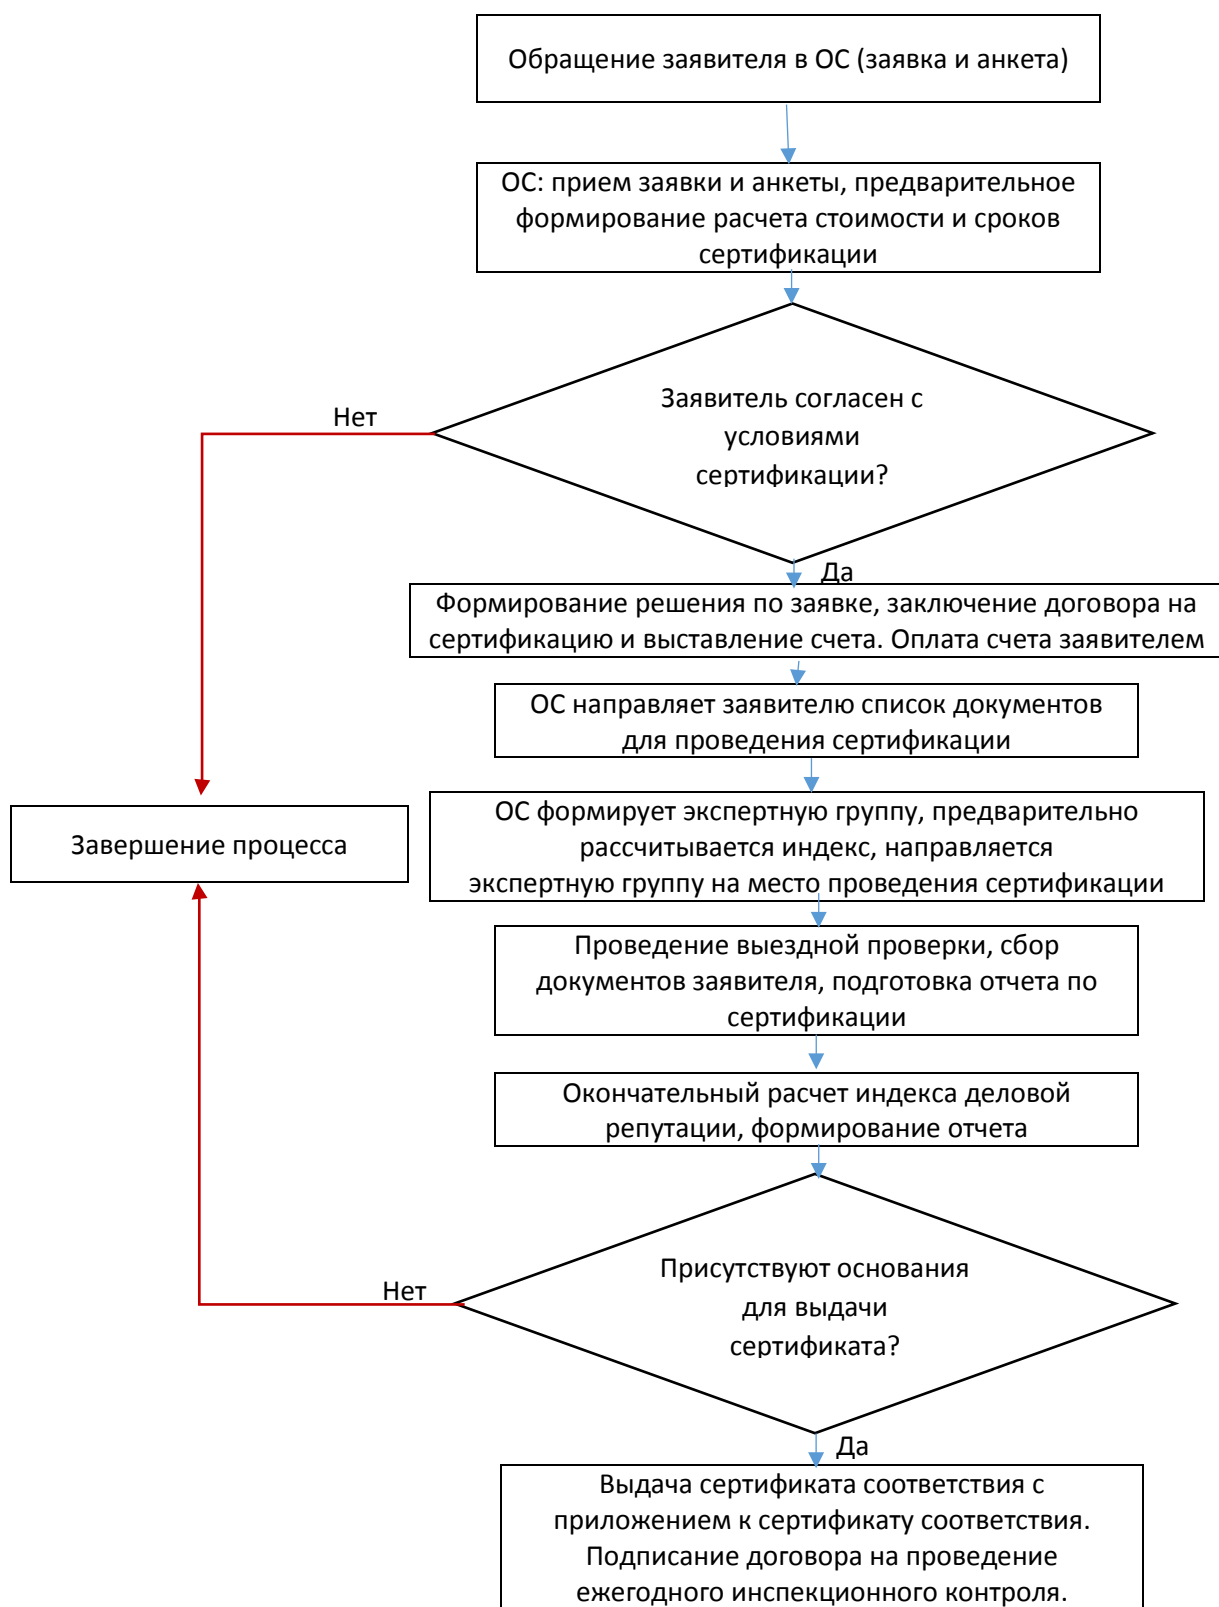 Обращение заявителя в ОС (заявка и анкета)
ОС: прием заявки и анкеты, предварительное
формирование расчета стоимости и сроков
сертификации
Заявитель согласен с
условиями
сертификации?
Нет
Да
Формирование решения по заявке, заключение договора на
сертификацию и выставление счета. Оплата счета заявителем
ОС направляет заявителю список документов
для проведения сертификации
ОС формирует экспертную группу, предварительно
рассчитывается индекс, направляется
экспертную группу на место проведения сертификации
Завершение процесса
Проведение выездной проверки, сбор
документов заявителя, подготовка отчета по
сертификации
Окончательный расчет индекса деловой
репутации, формирование отчета
Присутствуют основания
для выдачи
сертификата?
Нет
Да
Выдача сертификата соответствия с
приложением к сертификату соответствия.
Подписание договора на проведение
ежегодного инспекционного контроля.